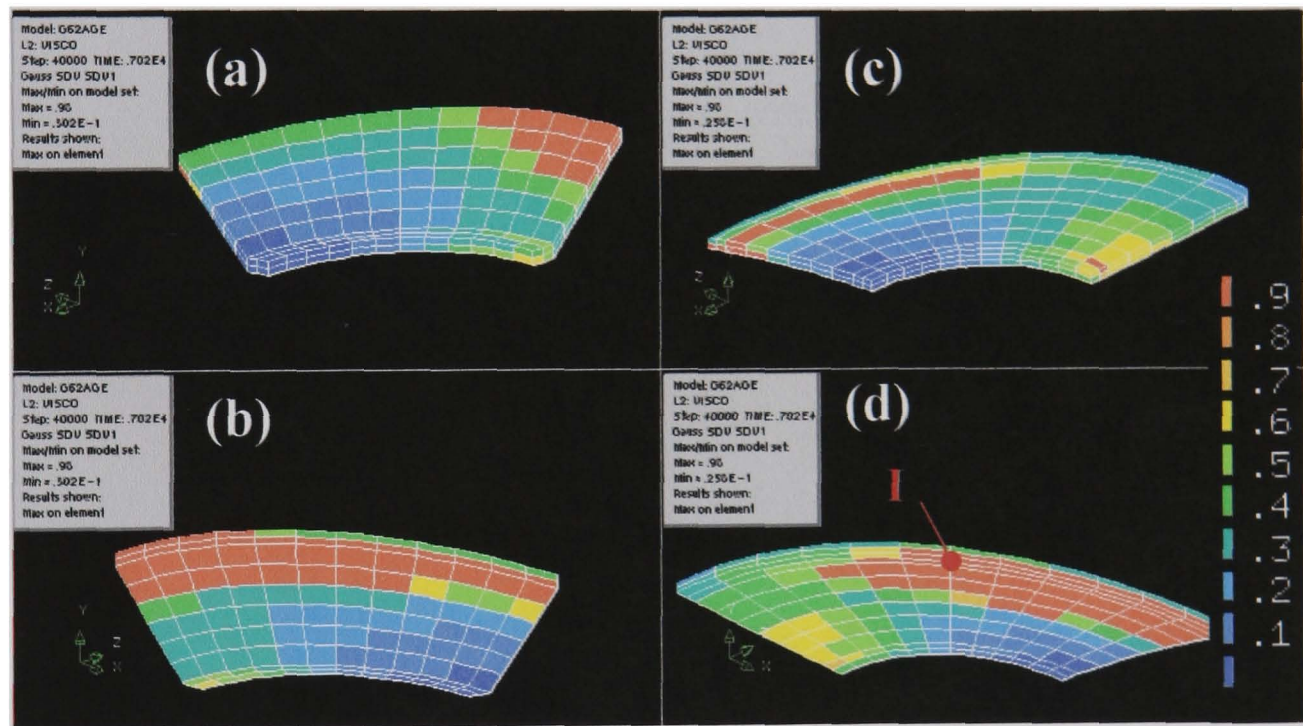 Model: G62AGE
L2: VISCO
Step: 40000 TIME: .702E4
Gauss SDV SDV1
Max/Min on model set:
Max = .98
Min = .302E-1
Results shown:
Max on element
(a)
Y
Z
X
Model: G62AGE
L2: VISCO
Step: 40000 TIME: .702E4
Gauss SDV SDV1
Max/Min on model set:
Max = .98
Min = .258E-1
Results shown:
Max on element
(c)
Y
Z
X
Model: G62AGE
L2: VISCO
Step: 40000 TIME: .702E4
Gauss SDV SDV1
Max/Min on model set:
Max = .98
Min = .302E-1
Results shown:
Max on element
(b)
Y
Z
X
Model: G62AGE
L2: VISCO
Step: 40000 TIME: .702E4
Gauss SDV SDV1
Max/Min on model set:
Max = .98
Min = .258E-1
Results shown:
Max on element
(d)
I
Y
X
.9
.8
.7
.6
.5
.4
.3
.2
.1